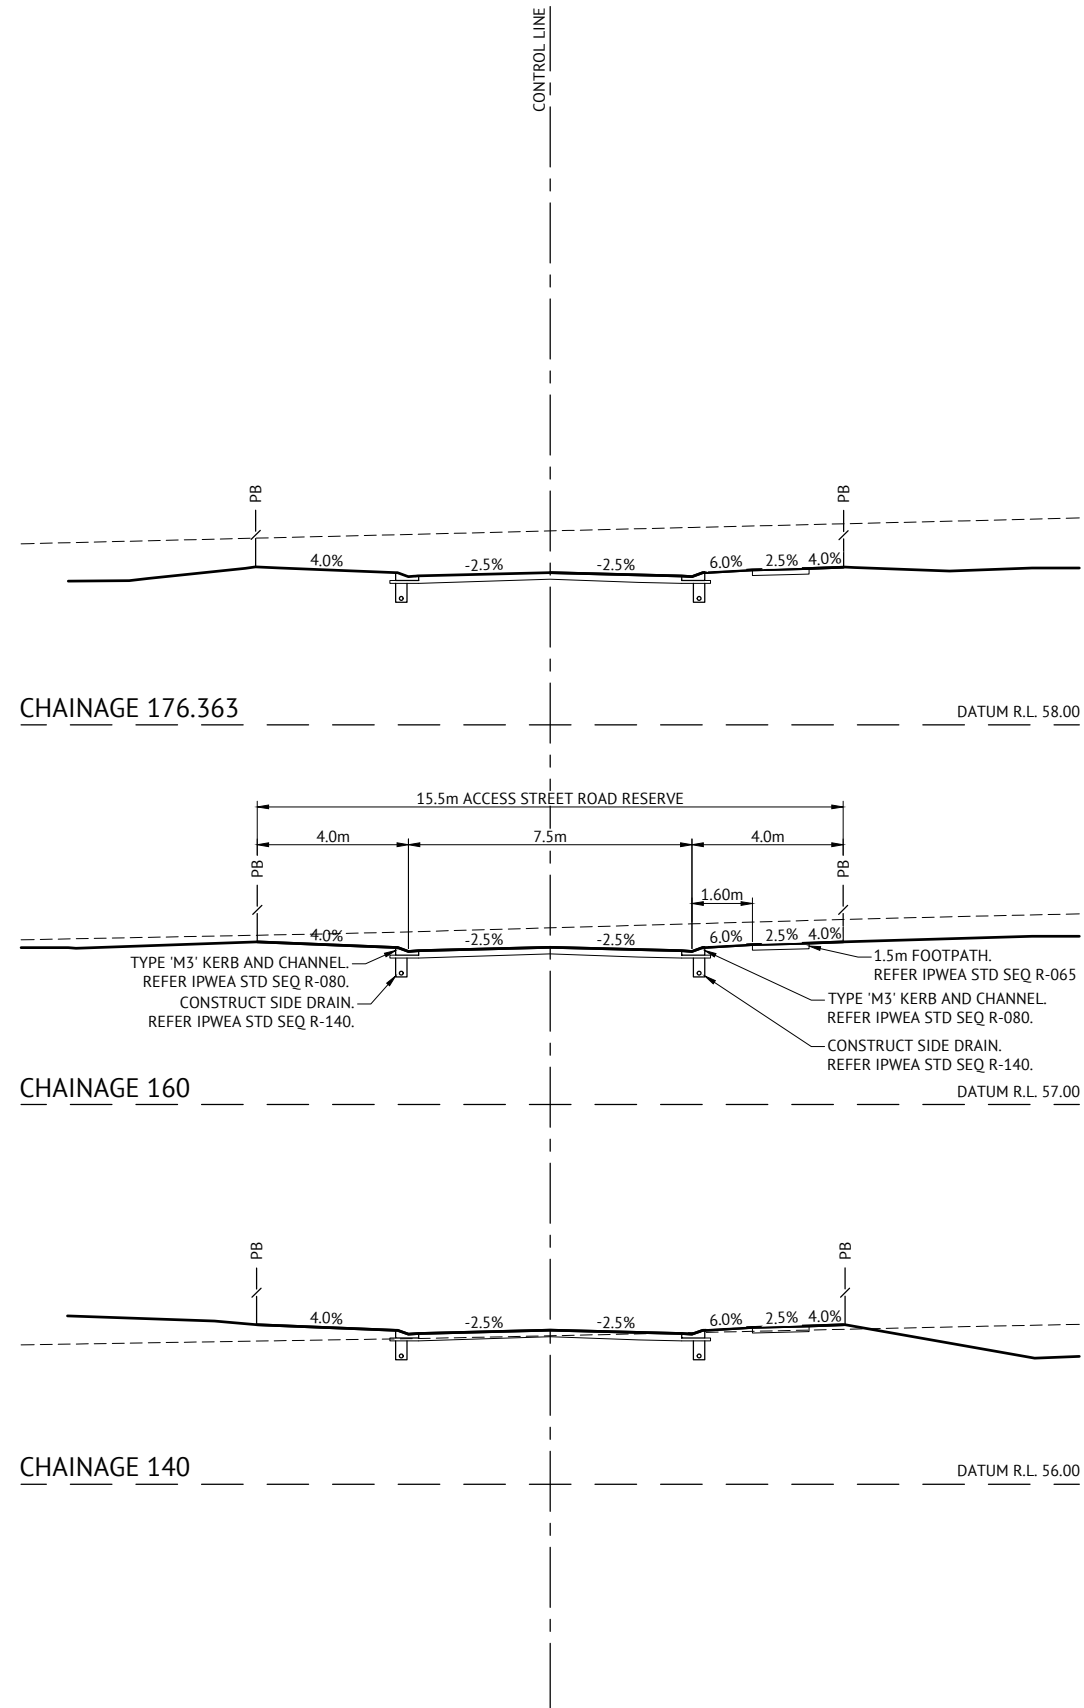 CONTROL LINE
PB
PB
4.0%
-2.5%
-2.5%
6.0%
2.5%
4.0%
CHAINAGE 176.363
DATUM R.L. 58.00
15.5m ACCESS STREET ROAD RESERVE
4.0m
7.5m
4.0m
PB
PB
1.60m
4.0%
-2.5%
-2.5%
6.0%
2.5%
4.0%
TYPE 'M3' KERB AND CHANNEL.
REFER IPWEA STD SEQ R-080.
CONSTRUCT SIDE DRAIN.
REFER IPWEA STD SEQ R-140.
1.5m FOOTPATH.
REFER IPWEA STD SEQ R-065
TYPE 'M3' KERB AND CHANNEL.
REFER IPWEA STD SEQ R-080.
CONSTRUCT SIDE DRAIN.
REFER IPWEA STD SEQ R-140.
CHAINAGE 160
DATUM R.L. 57.00
PB
PB
4.0%
-2.5%
-2.5%
6.0%
2.5%
4.0%
CHAINAGE 140
DATUM R.L. 56.00